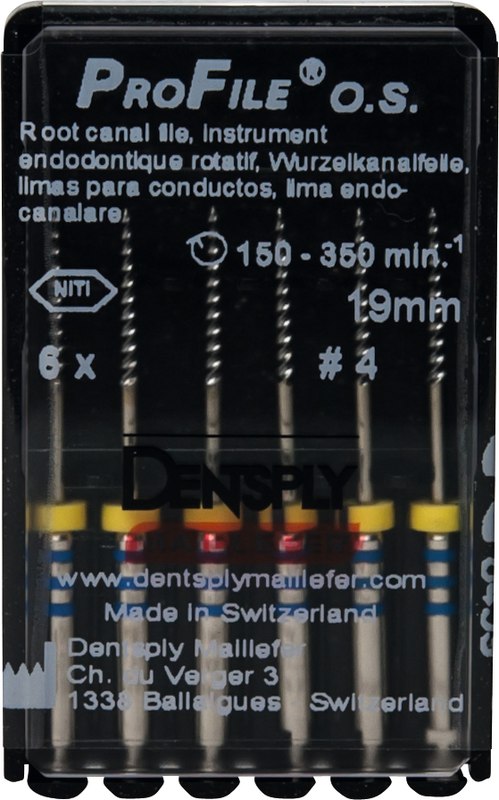 PROFILE® O.S.
Root canal file, instrument
endodontique rotatif, Wurzelkanalfeile,
limas para conductos, lima endo-
canalare
150 - 350 min.-1
NITI
19mm
6 x # 4
DENTSPLY
MAILLEFER
www.dentsplymaillefer.com
Made in Switzerland
Dentsply Maillefer
Ch. du Verger 3
1338 Ballaigues Switzerland